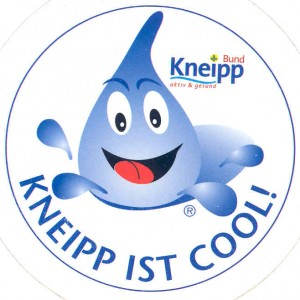 Bund
Kneipp
aktiv & gesund
®
KNEIPP IST COOL!